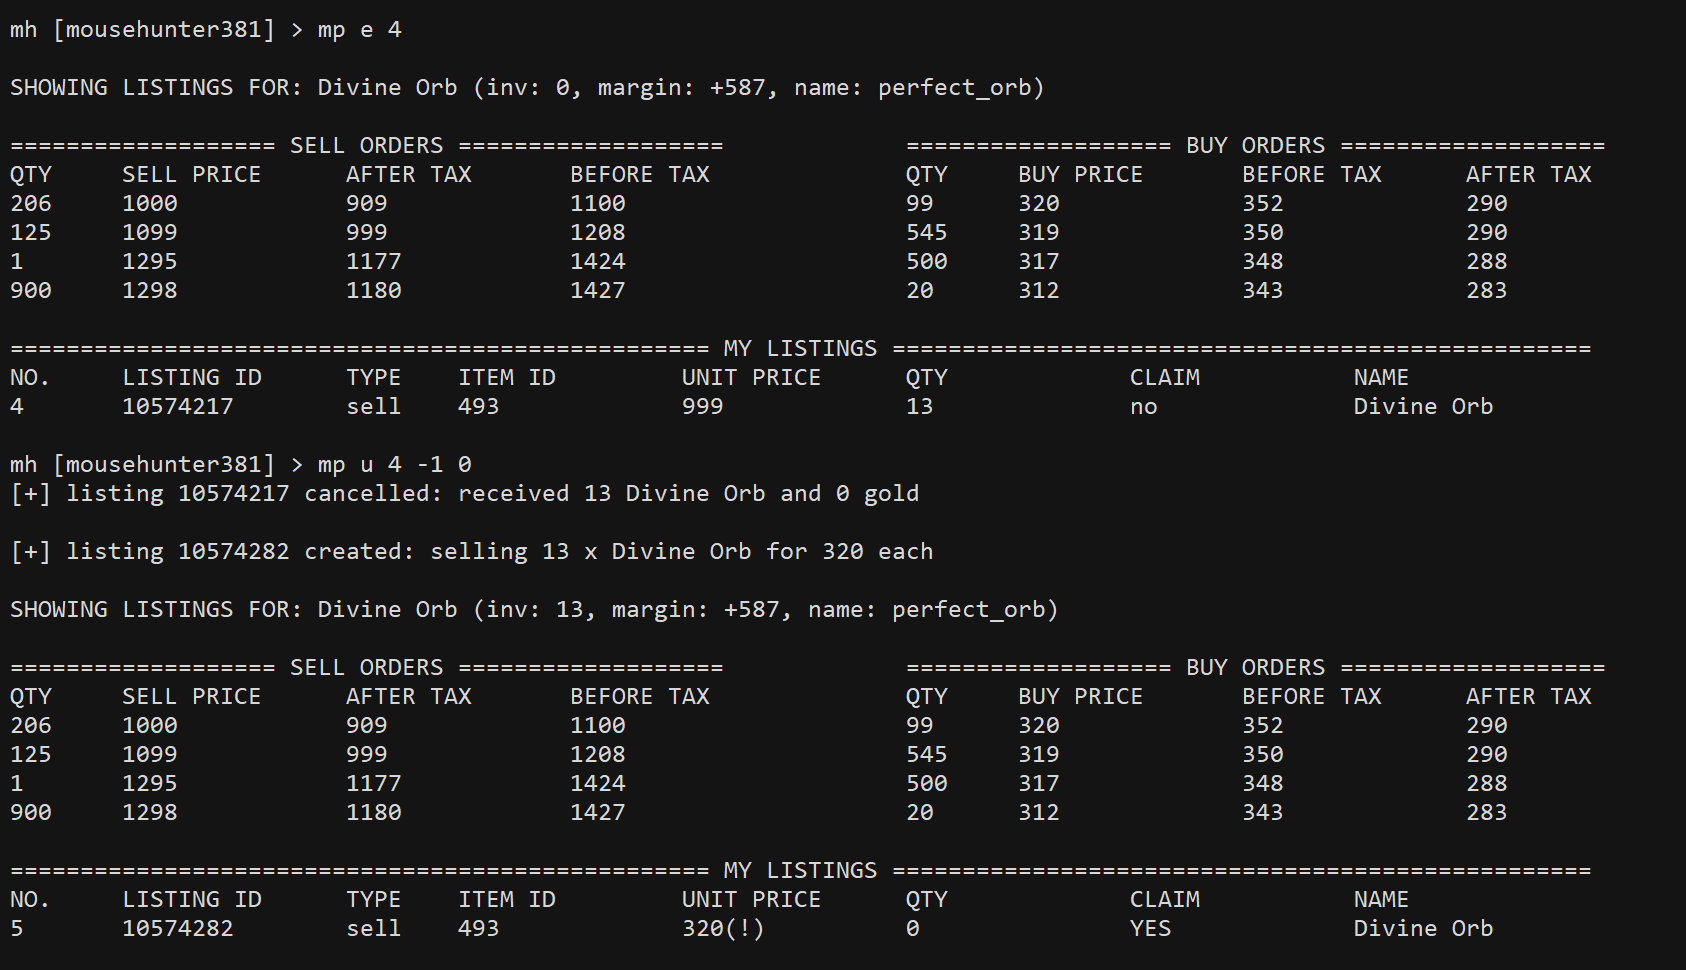 mh [mousehunter381] > mp e 4
SHOWING LISTINGS FOR: Divine Orb (inv: 0, margin: +587, name: perfect_orb)
=================== SELL ORDERS ===================             =================== BUY ORDERS ===================
QTY     SELL PRICE      AFTER TAX       BEFORE TAX              QTY     BUY PRICE       BEFORE TAX      AFTER TAX
206     1000            909             1100                    99      320             352             290
125     1099            999             1208                    545     319             350             290
1       1295            1177            1424                    500     317             348             288
900     1298            1180            1427                    20      312             343             283
================================================== MY LISTINGS ==================================================
NO.     LISTING ID      TYPE    ITEM ID         UNIT PRICE      QTY             CLAIM           NAME
4       10574217        sell    493             999             13              no              Divine Orb
mh [mousehunter381] > mp u 4 -1 0
[+] listing 10574217 cancelled: received 13 Divine Orb and 0 gold
[+] listing 10574282 created: selling 13 x Divine Orb for 320 each
SHOWING LISTINGS FOR: Divine Orb (inv: 13, margin: +587, name: perfect_orb)
=================== SELL ORDERS ===================             =================== BUY ORDERS ===================
QTY     SELL PRICE      AFTER TAX       BEFORE TAX              QTY     BUY PRICE       BEFORE TAX      AFTER TAX
206     1000            909             1100                    99      320             352             290
125     1099            999             1208                    545     319             350             290
1       1295            1177            1424                    500     317             348             288
900     1298            1180            1427                    20      312             343             283
================================================== MY LISTINGS ==================================================
NO.     LISTING ID      TYPE    ITEM ID         UNIT PRICE      QTY             CLAIM           NAME
5       10574282        sell    493             320(!)          0               YES             Divine Orb